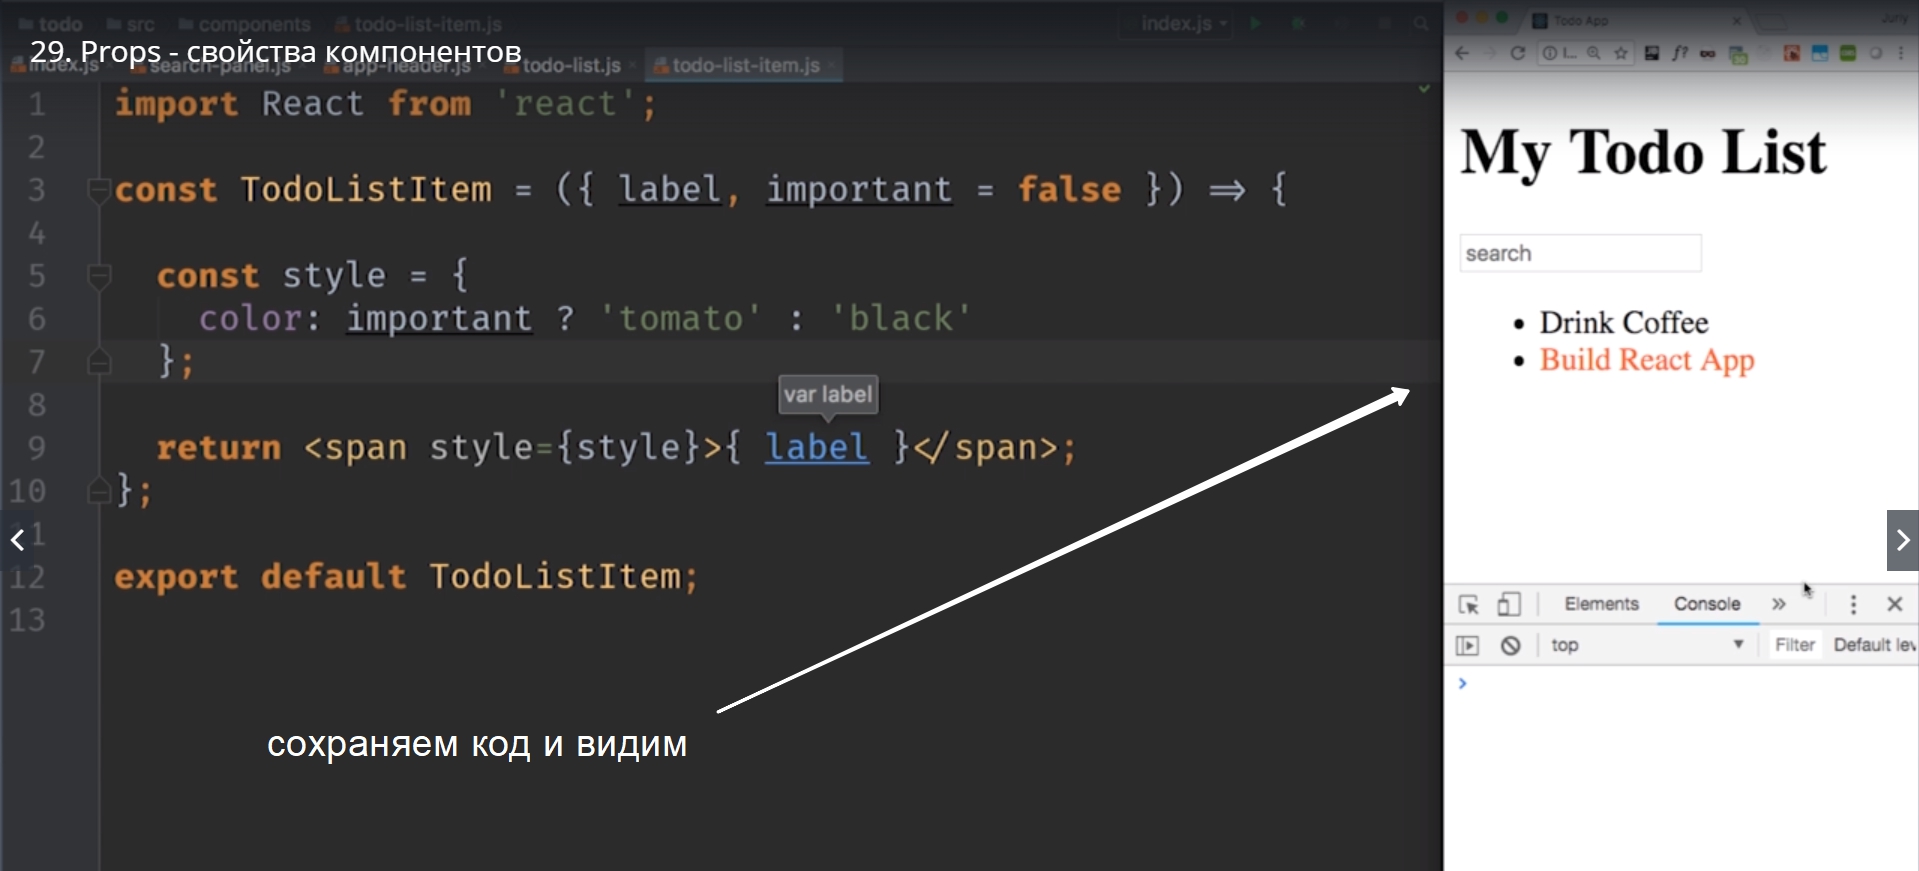 todo src components todo-list-item.js index.js
29. Props - свойства компонентов
index.js search-panel.js app-header.js todo-list.js todo-list-item.js
1 import React from 'react';
2
3 const TodoListItem = ({ label, important = false }) => {
4
5 const style = {
6 color: important ? 'tomato' : 'black'
7 };
8
var label
9 return <span style={style}>{ label }</span>;
10 };
11
12 export default TodoListItem;
13
сохраняем код и видим
Todo App
f?
My Todo List
search
• Drink Coffee
• Build React App
Elements Console »
top Filter Default lev